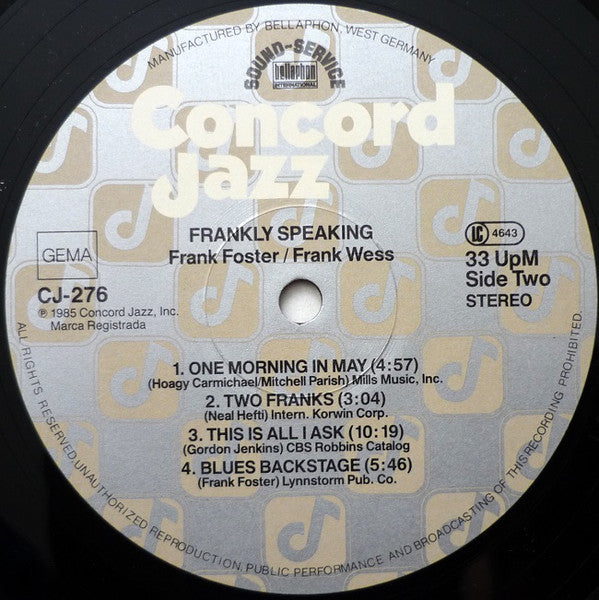 MANUFACTURED BY BELLAPHON, WEST GERMANY
SOUND-SERVICE
bellaphon
INTERNATIONAL
Concord
Jazz
FRANKLY SPEAKING
Frank Foster / Frank Wess
GEMA
CJ-276
℗ 1985 Concord Jazz, Inc.
Marca Registrada
LC 4643
33 UpM
Side Two
STEREO
1. ONE MORNING IN MAY (4:57)
(Hoagy Carmichael/Mitchell Parish) Mills Music, Inc.
2. TWO FRANKS (3:04)
(Neal Hefti) Intern. Korwin Corp.
3. THIS IS ALL I ASK (10:19)
(Gordon Jenkins) CBS Robbins Catalog
4. BLUES BACKSTAGE (5:46)
(Frank Foster) Lynnstorm Pub. Co.
ALL RIGHTS RESERVED. UNAUTHORIZED REPRODUCTION, PUBLIC PERFORMANCE AND BROADCASTING OF THIS RECORDING PROHIBITED.